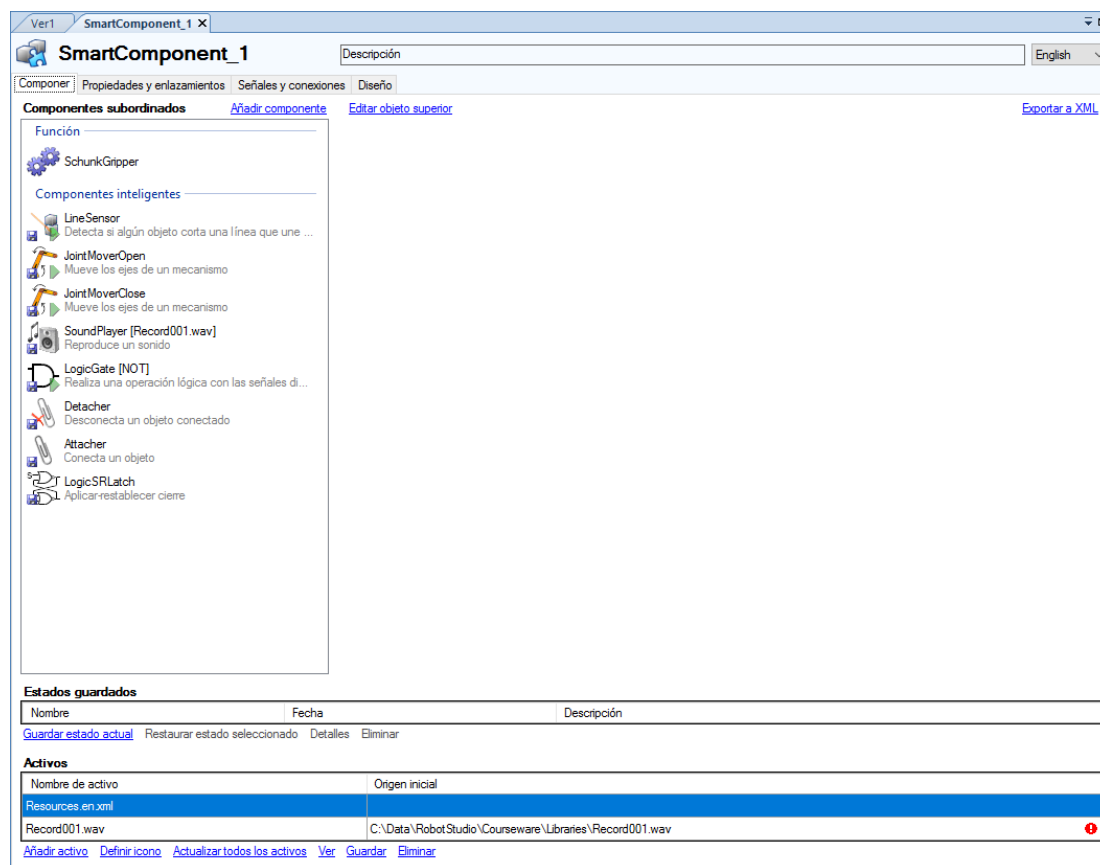 Ver1 SmartComponent_1
SmartComponent_1 Descripción English
Componer Propiedades y enlazamientos Señales y conexiones Diseño
Componentes subordinados Añadir componente Editar objeto superior Exportar a XML
Función
SchunkGripper
Componentes inteligentes
LineSensor
Detecta si algún objeto corta una línea que une ...
JointMoverOpen
Mueve los ejes de un mecanismo
JointMoverClose
Mueve los ejes de un mecanismo
SoundPlayer [Record001.wav]
Reproduce un sonido
LogicGate [NOT]
Realiza una operación lógica con las señales di...
Detacher
Desconecta un objeto conectado
Attacher
Conecta un objeto
LogicSRLatch
Aplicar-restablecer cierre
Estados guardados
Nombre Fecha Descripción
Guardar estado actual Restaurar estado seleccionado Detalles Eliminar
Activos
Nombre de activo Origen inicial
Resources.en.xml
Record001.wav C:\Data\RobotStudio\Courseware\Libraries\Record001.wav
Añadir activo Definir icono Actualizar todos los activos Ver Guardar Eliminar